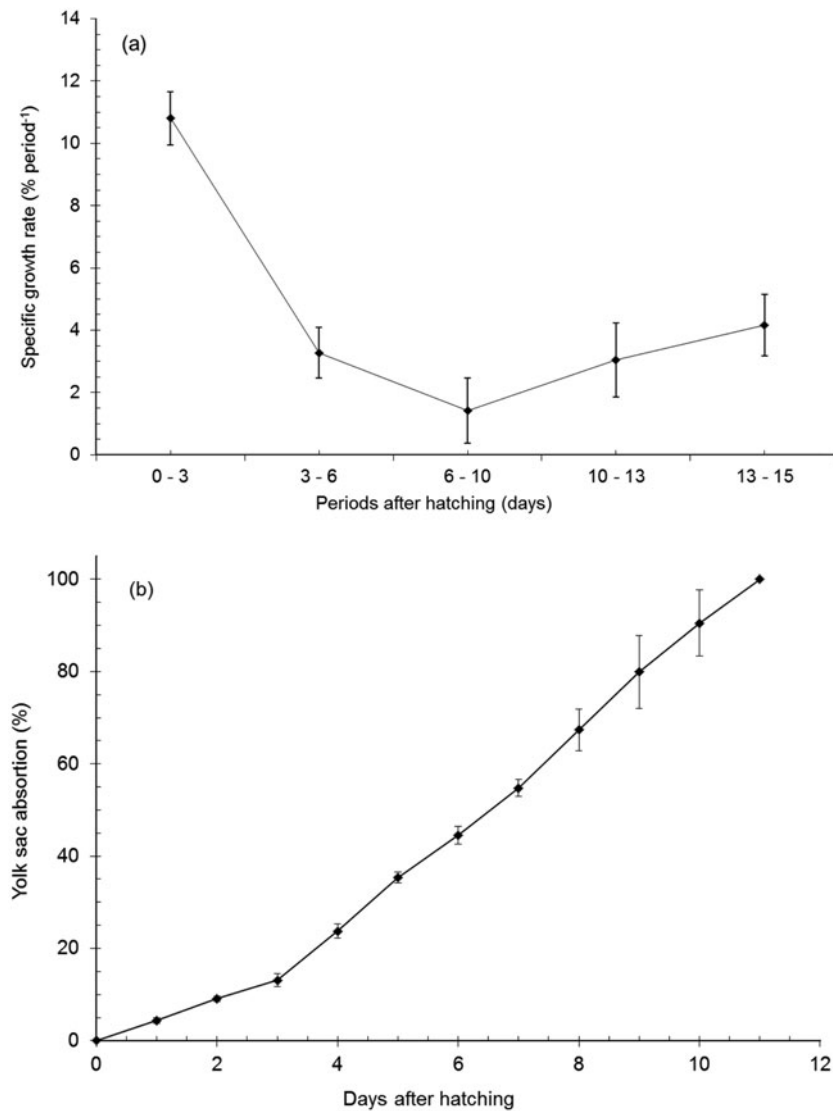 (a)
Specific growth rate (% period⁻¹)
14
12
10
8
6
4
2
0
0 - 3 3 - 6 6 - 10 10 - 13 13 - 15
Periods after hatching (days)
(b)
Yolk sac absortion (%)
100
80
60
40
20
0
0 2 4 6 8 10 12
Days after hatching